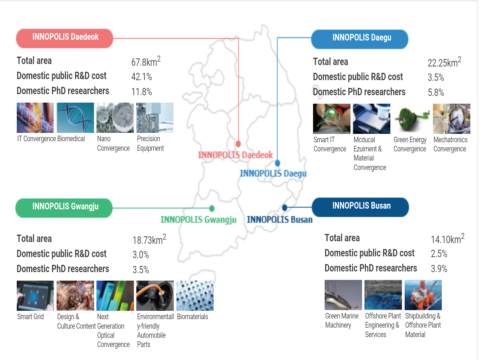 INNOPOLIS Daedeok
Total area 67.8km2
Domestic public R&D cost 42.1%
Domestic PhD researchers 11.8%
IT Convergence Biomedical Nano Precision
Convergence Equipment
INNOPOLIS Daegu
Total area 22.25km2
Domestic public R&D cost 3.5%
Domestic PhD researchers 5.8%
Smart IT Mcducal Green Energy Mechatronics
Convergence Ezuiment & Convergence Convergence
Material
Convergence
INNOPOLIS Daedeok
INNOPOLIS Daegu
INNOPOLIS Gwangju
INNOPOLIS Busan
INNOPOLIS Gwangju
Total area 18.73km2
Domestic public R&D cost 3.0%
Domestic PhD researchers 3.5%
Smart Grid Design & Next Environmentall Biomaterials
Culture Content Generation y-friendly
Optical Automobile
Convergence Parts
INNOPOLIS Busan
Total area 14.10km2
Domestic public R&D cost 2.5%
Domestic PhD researchers 3.9%
Green Marine Offshore Plant Shipbuilding &
Machinery Engineering & Offshore Plant
Services Material